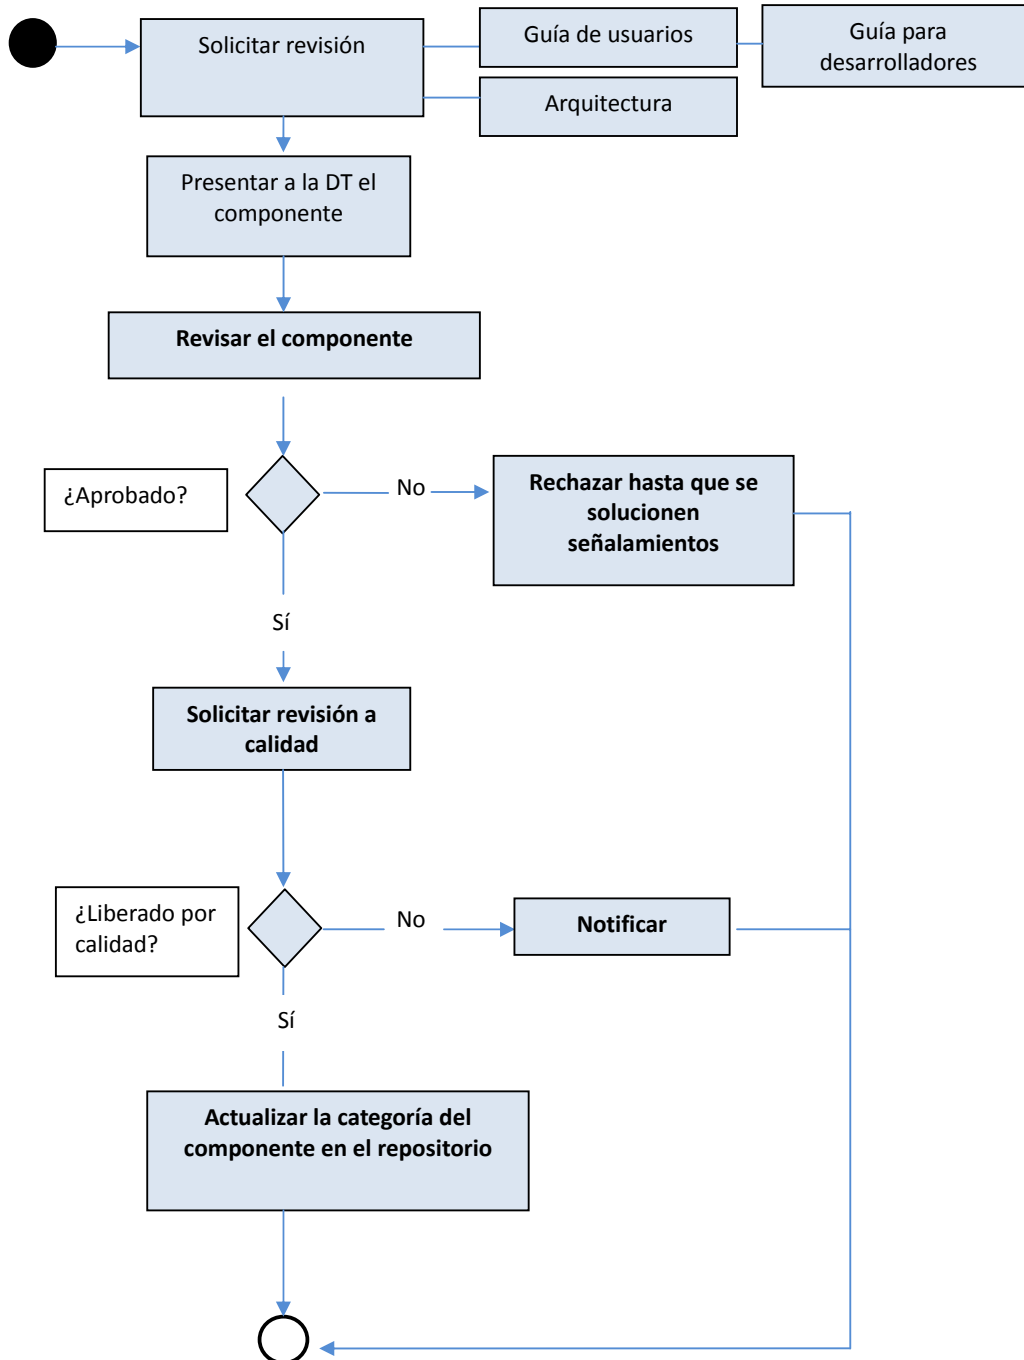 Solicitar revisión
Guía de usuarios
Guía para
desarrolladores
Arquitectura
Presentar a la DT el
componente
Revisar el componente
¿Aprobado?
No
Rechazar hasta que se
solucionen
señalamientos
Sí
Solicitar revisión a
calidad
¿Liberado por
calidad?
No
Notificar
Sí
Actualizar la categoría del
componente en el repositorio